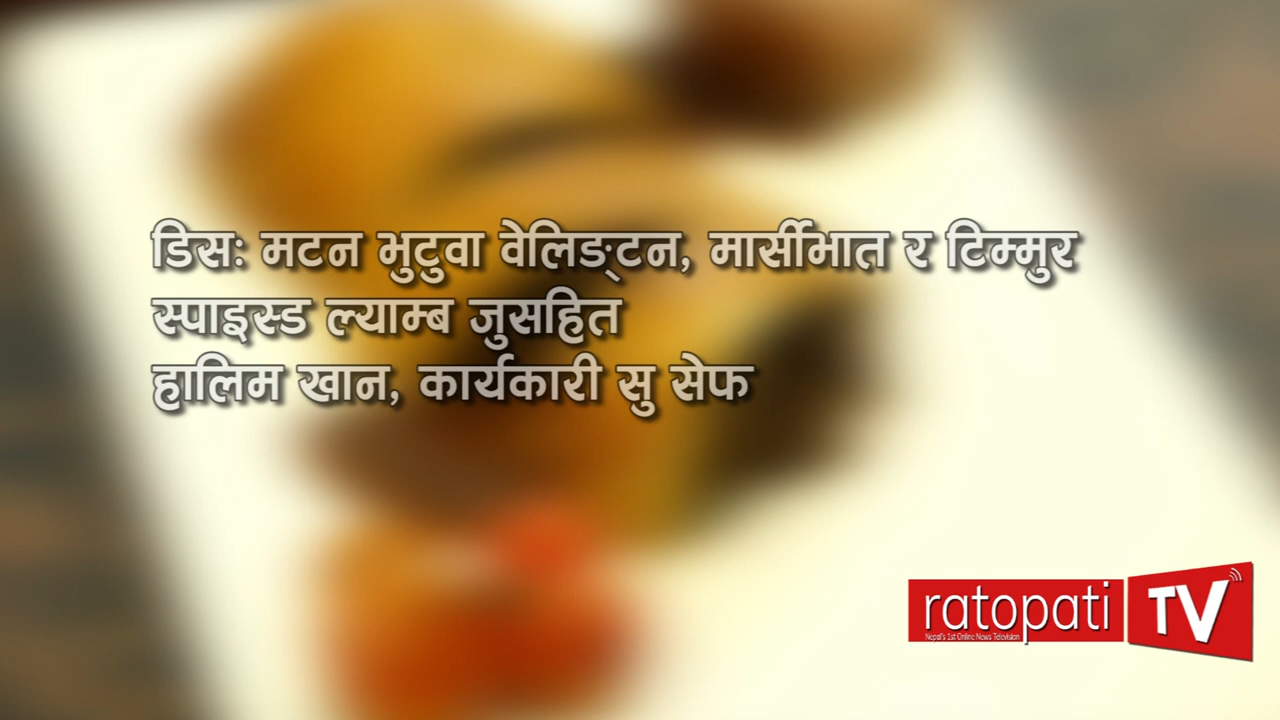 डिसः मटन भुटुवा वेलिङ्टन, मार्सीभात र टिम्मुर
स्पाइस्ड ल्याम्ब जुसहित
हालिम खान, कार्यकारी सु सेफ
ratopati TV
Nepal's 1st Online News Television